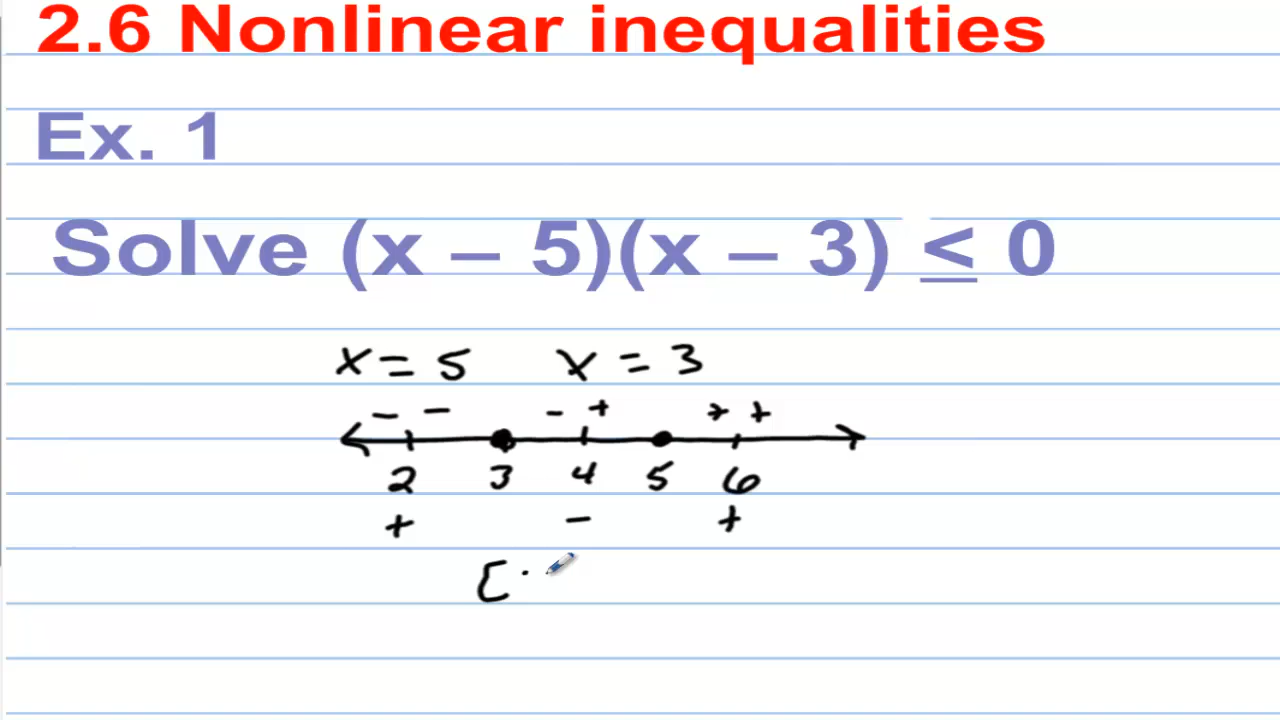 2.6 Nonlinear inequalities
Ex. 1
Solve (x – 5)(x – 3) ≤ 0
x = 5 x = 3
– – – + + +
2 3 4 5 6
+ – +
[